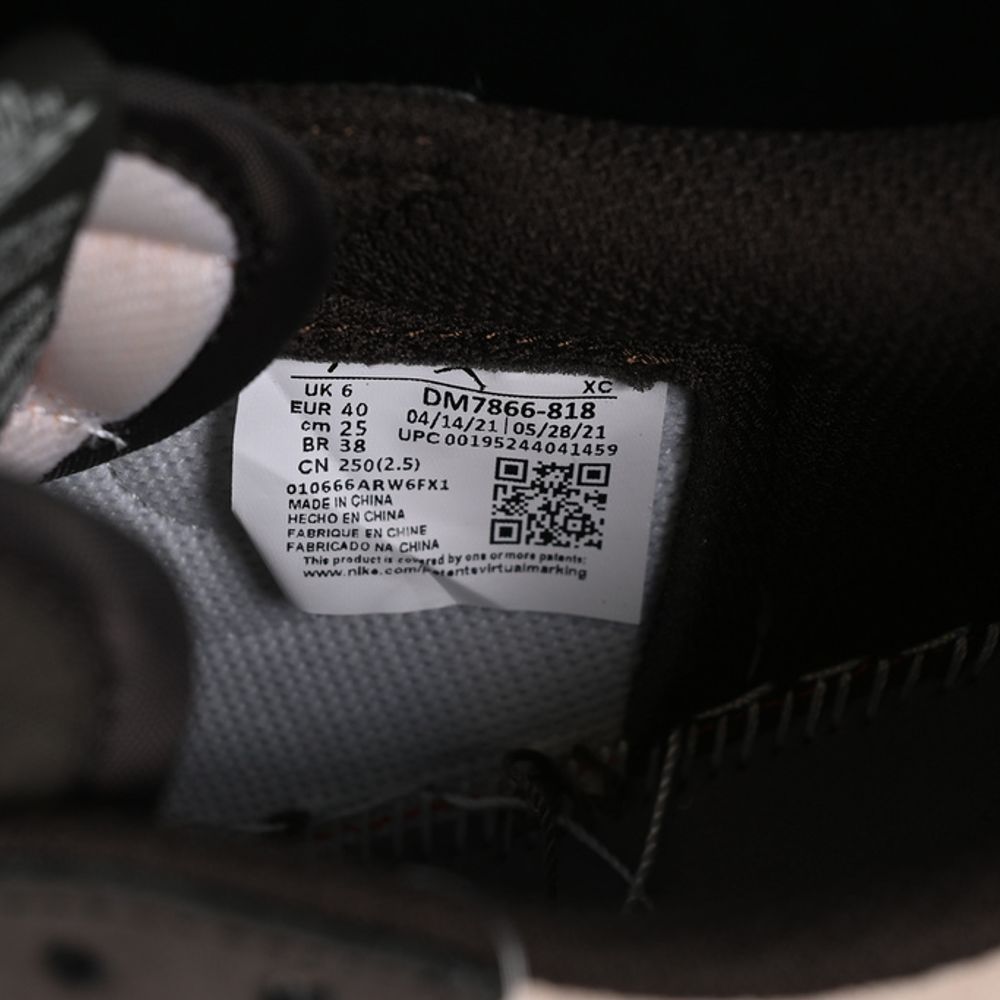 XC
UK 6
EUR 40
cm 25
BR 38
CN 250(2.5)
DM7866-818
04/14/21|05/28/21
UPC 00195244041459
010666ARW6FX1
MADE IN CHINA
HECHO EN CHINA
FABRIQUE EN CHINE
FABRICADO NA CHINA
This product is covered by one or more patents: